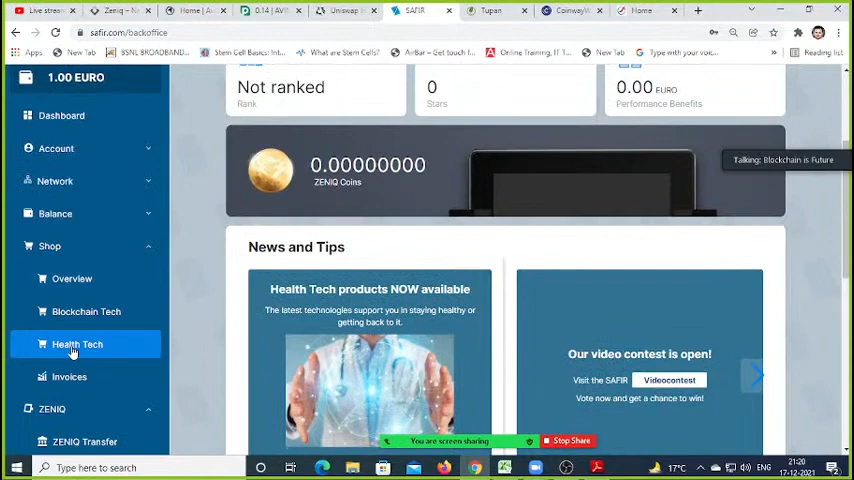 Live stream
Zeniq – N
Home | Av
0.14 | AVI
Uniswap I
SAFIR
Tupan
CoinwayW
Home
safir.com/backoffice
Apps
New Tab
BSNL BROADBAND...
Stem Cell Basics...
What are Stem Cells?
AirBar – Get touch f...
Online Training, IT T...
New Tab
Type with your voice...
Reading list
1.00 EURO
Dashboard
Account
Network
Balance
Shop
Overview
Blockchain Tech
Health Tech
Invoices
ZENIQ
ZENIQ Transfer
Not ranked
Rank
0
Stars
0.00 EURO
Performance Benefits
0.00000000
ZENIQ Coins
Talking: Blockchain is Future
News and Tips
Health Tech products NOW available
The latest technologies support you in staying healthy or
getting back to it.
Our video contest is open!
Visit the SAFIR Videocontest
Vote now and get a chance to win!
You are screen sharing
Stop Share
Type here to search
17°C
ENG
21:20
17-12-2021